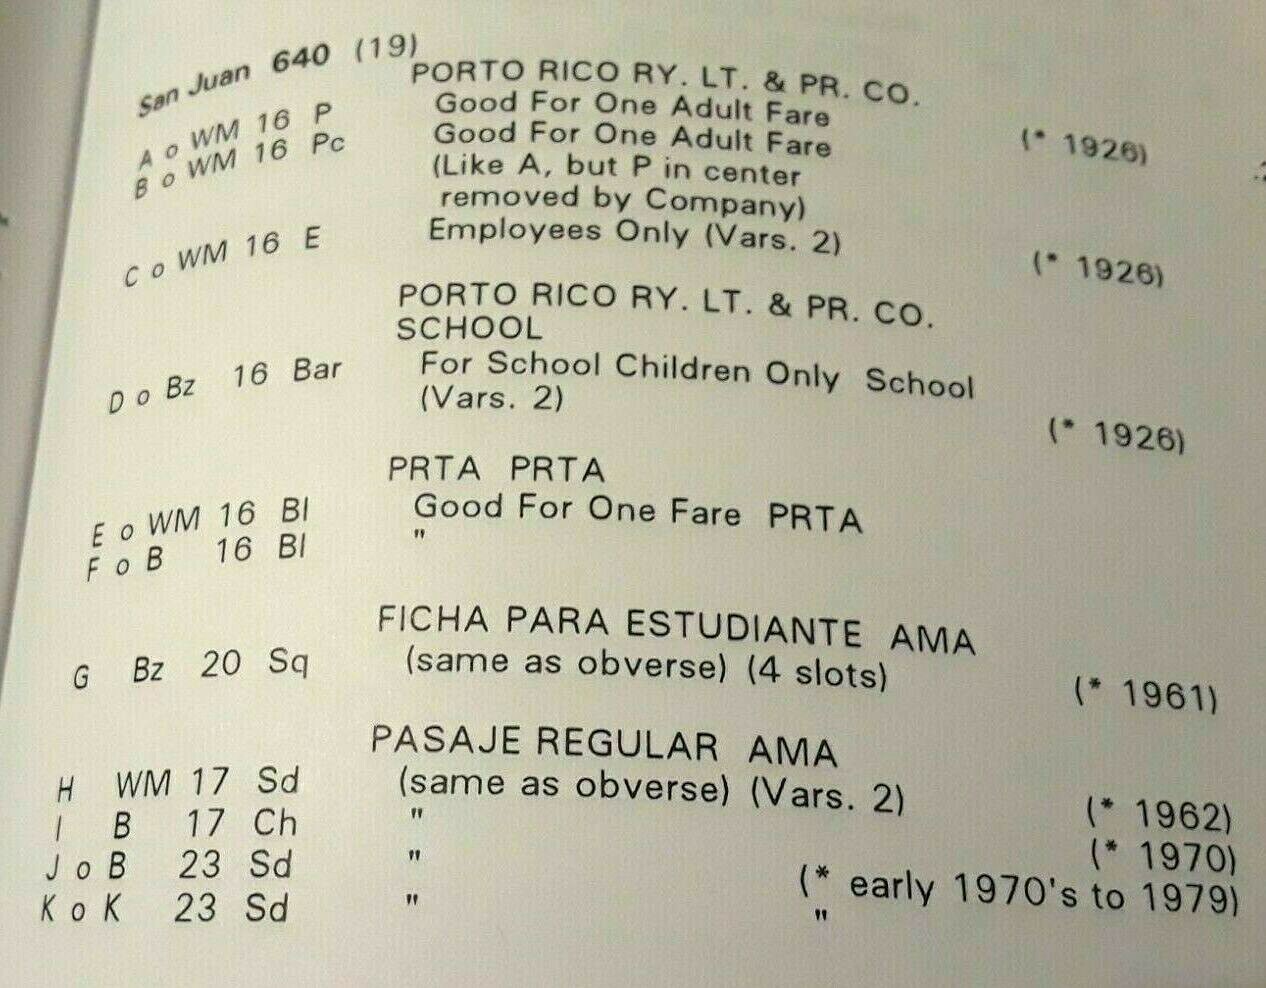 San Juan 640 (19)
PORTO RICO RY. LT. & PR. CO.
A o WM 16 P Good For One Adult Fare (* 1926)
B o WM 16 Pc Good For One Adult Fare
(Like A, but P in center
removed by Company)
C o WM 16 E Employees Only (Vars. 2) (* 1926)
PORTO RICO RY. LT. & PR. CO.
SCHOOL
D o Bz 16 Bar For School Children Only School
(Vars. 2) (* 1926)
PRTA PRTA
E o WM 16 Bl Good For One Fare PRTA
F o B 16 Bl "
FICHA PARA ESTUDIANTE AMA
G Bz 20 Sq (same as obverse) (4 slots) (* 1961)
PASAJE REGULAR AMA
H WM 17 Sd (same as obverse) (Vars. 2) (* 1962)
I B 17 Ch " (* 1970)
J o B 23 Sd " (* early 1970's to 1979)
K o K 23 Sd " "